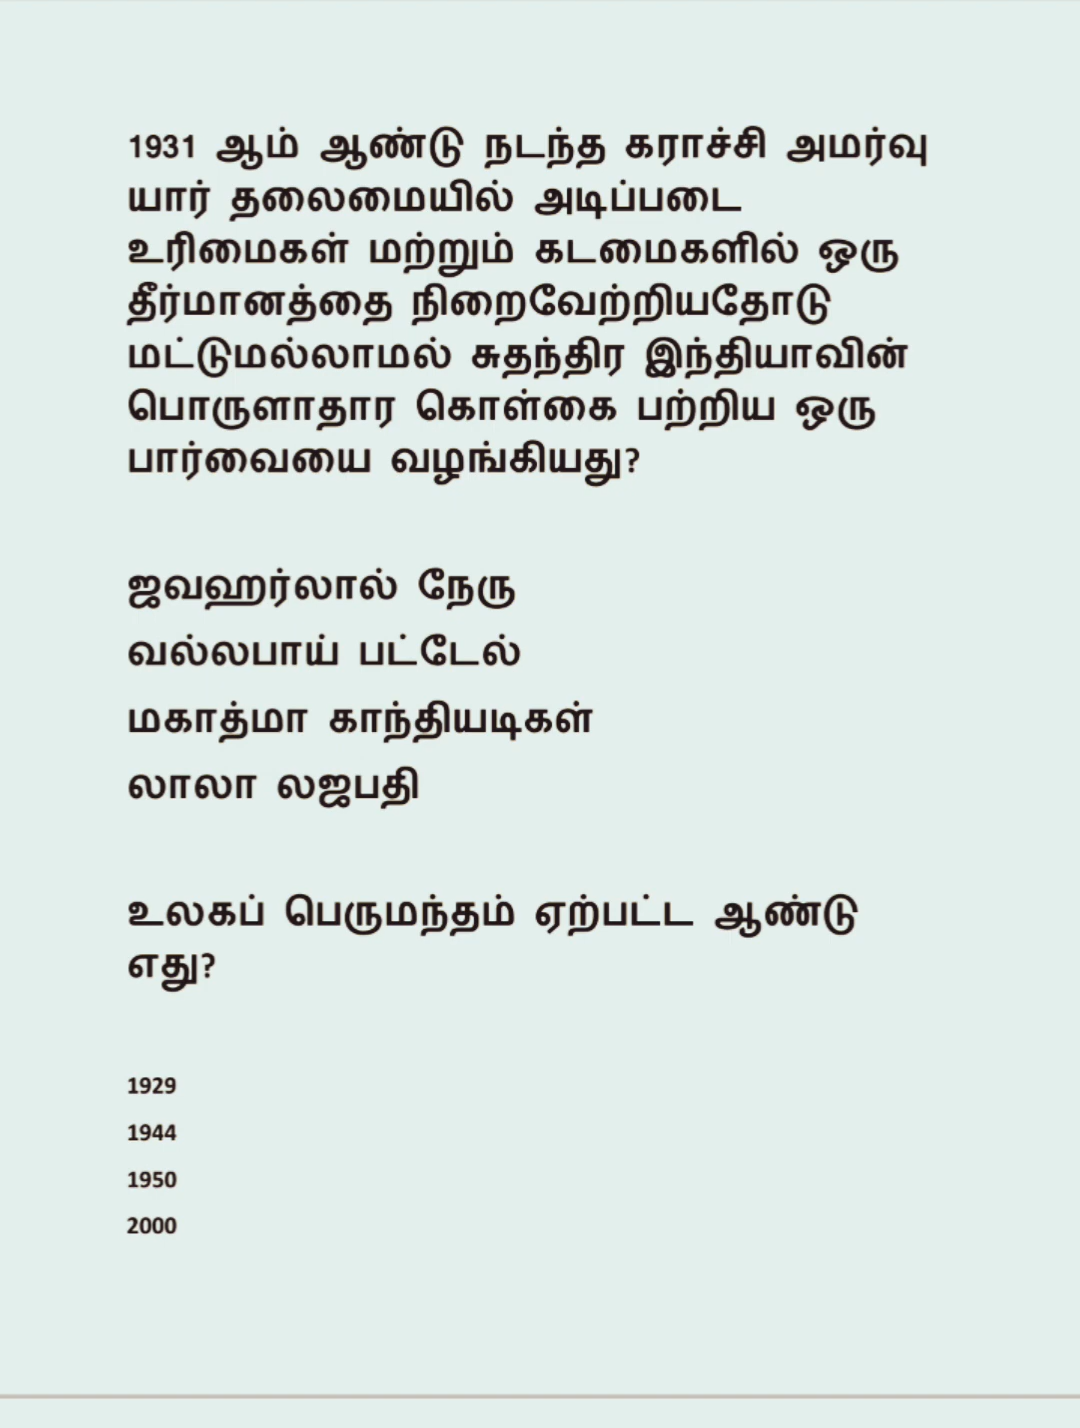 1931 ஆம் ஆண்டு நடந்த கராச்சி அமர்வு
யார் தலைமையில் அடிப்படை
உரிமைகள் மற்றும் கடமைகளில் ஒரு
தீர்மானத்தை நிறைவேற்றியதோடு
மட்டுமல்லாமல் சுதந்திர இந்தியாவின்
பொருளாதார கொள்கை பற்றிய ஒரு
பார்வையை வழங்கியது?
ஜவஹர்லால் நேரு
வல்லபாய் பட்டேல்
மகாத்மா காந்தியடிகள்
லாலா லஜபதி
உலகப் பெருமந்தம் ஏற்பட்ட ஆண்டு
எது?
1929
1944
1950
2000